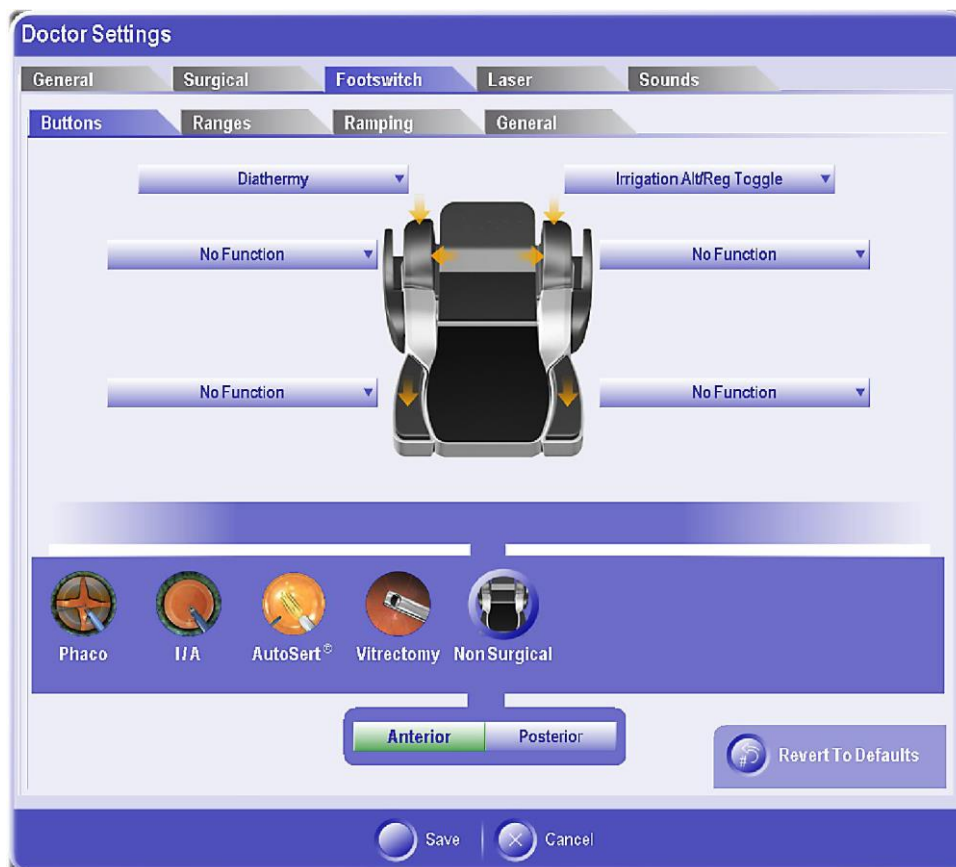 Doctor Settings
General Surgical Footswitch Laser Sounds
Buttons Ranges Ramping General
Diathermy Irrigation Alt/Reg Toggle
No Function No Function
No Function No Function
Phaco I/A AutoSert® Vitrectomy Non Surgical
Anterior Posterior
# Revert To Defaults
Save Cancel